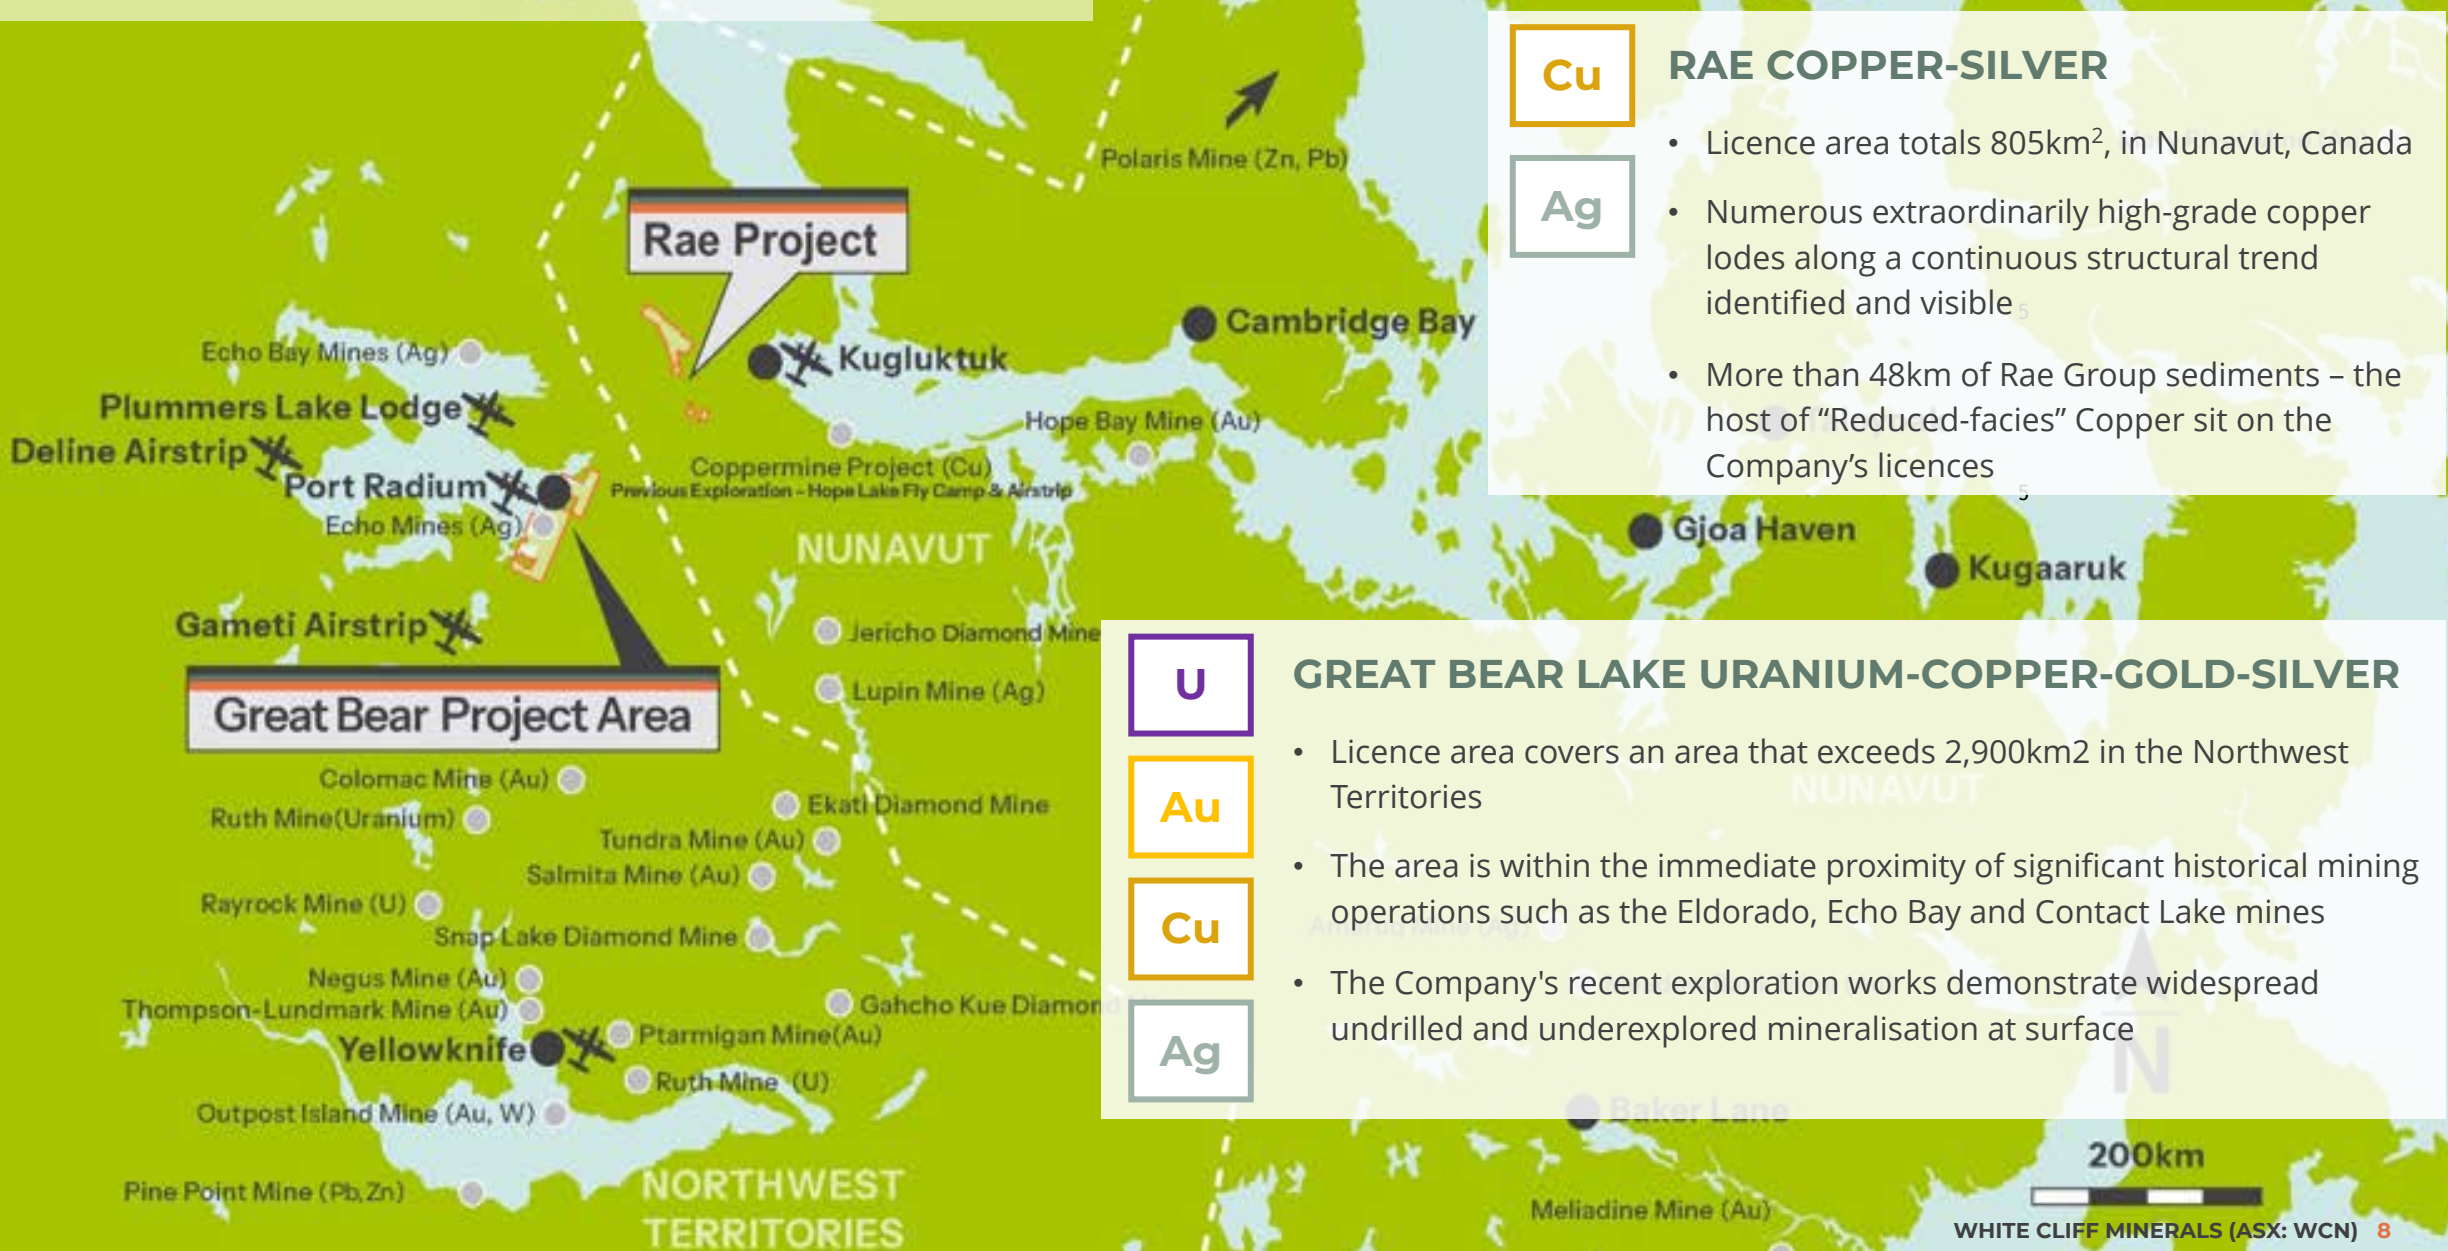 Cu
RAE COPPER-SILVER
Ag
• Licence area totals 805km², in Nunavut, Canada
• Numerous extraordinarily high-grade copper
lodes along a continuous structural trend
identified and visible 5
• More than 48km of Rae Group sediments – the
host of “Reduced-facies” Copper sit on the
Company’s licences
5
Polaris Mine (Zn, Pb)
Rae Project
Cambridge Bay
Kugluktuk
Echo Bay Mines (Ag)
Plummers Lake Lodge
Deline Airstrip
Hope Bay Mine (Au)
Coppermine Project (Cu)
Previous Exploration – Hope Lake Fly Camp & Airstrip
Port Radium
Echo Mines (Ag)
NUNAVUT
Gjoa Haven
Kugaaruk
Gameti Airstrip
Jericho Diamond Mine
Lupin Mine (Ag)
Great Bear Project Area
Colomac Mine (Au)
Ruth Mine(Uranium)
Ekati Diamond Mine
Tundra Mine (Au)
Salmita Mine (Au)
Rayrock Mine (U)
Snap Lake Diamond Mine
Negus Mine (Au)
Thompson-Lundmark Mine (Au)
Gahcho Kue Diamon
Yellowknife
Ptarmigan Mine(Au)
Ruth Mine (U)
Outpost Island Mine (Au, W)
Pine Point Mine (Pb,Zn)
NORTHWEST
TERRITORIES
U
Au
Cu
Ag
GREAT BEAR LAKE URANIUM-COPPER-GOLD-SILVER
• Licence area covers an area that exceeds 2,900km2 in the Northwest
Territories
• The area is within the immediate proximity of significant historical mining
operations such as the Eldorado, Echo Bay and Contact Lake mines
• The Company's recent exploration works demonstrate widespread
undrilled and underexplored mineralisation at surface
NUNAVUT
Amaruq Mine (Ag)
N
Baker Lane
200km
Meliadine Mine (Au)
WHITE CLIFF MINERALS (ASX: WCN) 8